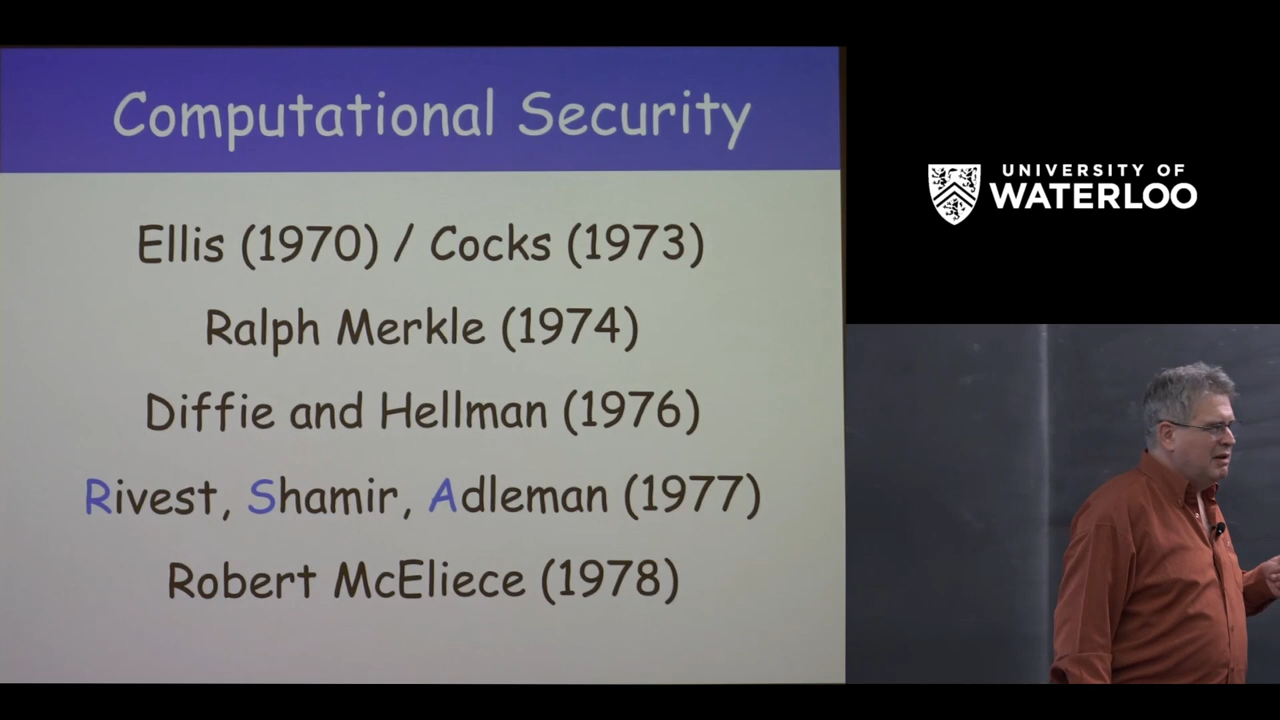 Computational Security
Ellis (1970) / Cocks (1973)
Ralph Merkle (1974)
Diffie and Hellman (1976)
Rivest, Shamir, Adleman (1977)
Robert McEliece (1978)
UNIVERSITY OF
WATERLOO